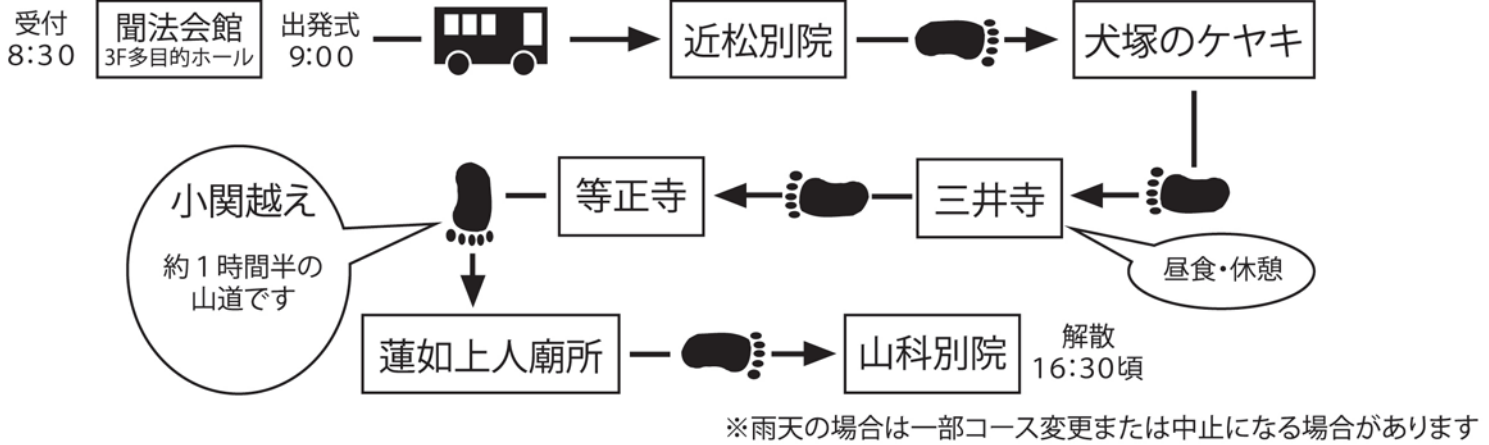 受付
8:30
聞法会館
3F多目的ホール
出発式
9:00
近松別院
犬塚のケヤキ
三井寺
昼食・休憩
等正寺
小関越え
約1時間半の
山道です
蓮如上人廟所
山科別院
解散
16:30頃
※雨天の場合は一部コース変更または中止になる場合があります